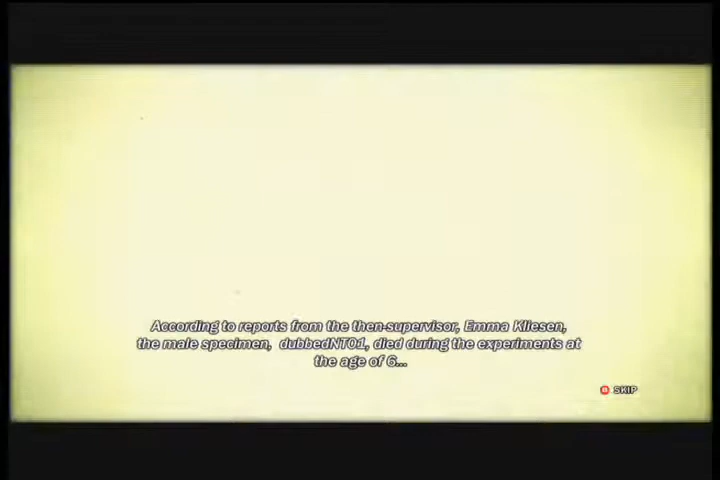 According to reports from the then-supervisor, Emma Kliesen,
the male specimen, dubbedNT01, died during the experiments at
the age of 6...
B SKIP